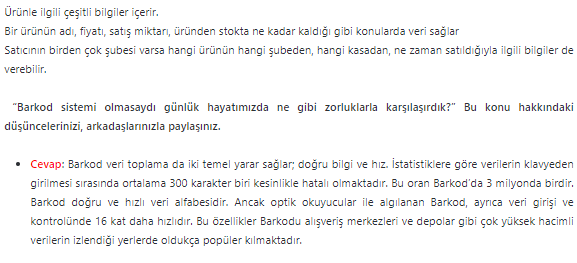 Ürünle ilgili çeşitli bilgiler içerir.
Bir ürünün adı, fiyatı, satış miktarı, üründen stokta ne kadar kaldığı gibi konularda veri sağlar
Satıcının birden çok şubesi varsa hangi ürünün hangi şubeden, hangi kasadan, ne zaman satıldığıyla ilgili bilgiler de
verebilir.
"Barkod sistemi olmasaydı günlük hayatımızda ne gibi zorluklarla karşılaşırdık?" Bu konu hakkındaki
düşüncelerinizi, arkadaşlarınızla paylaşınız.
• Cevap: Barkod veri toplama da iki temel yarar sağlar; doğru bilgi ve hız. İstatistiklere göre verilerin klavyeden
girilmesi sırasında ortalama 300 karakter biri kesinlikle hatalı olmaktadır. Bu oran Barkod'da 3 milyonda birdir.
Barkod doğru ve hızlı veri alfabesidir. Ancak optik okuyucular ile algılanan Barkod, ayrıca veri girişi ve
kontrolünde 16 kat daha hızlıdır. Bu özellikler Barkodu alışveriş merkezleri ve depolar gibi çok yüksek hacimli
verilerin izlendiği yerlerde oldukça popüler kılmaktadır.